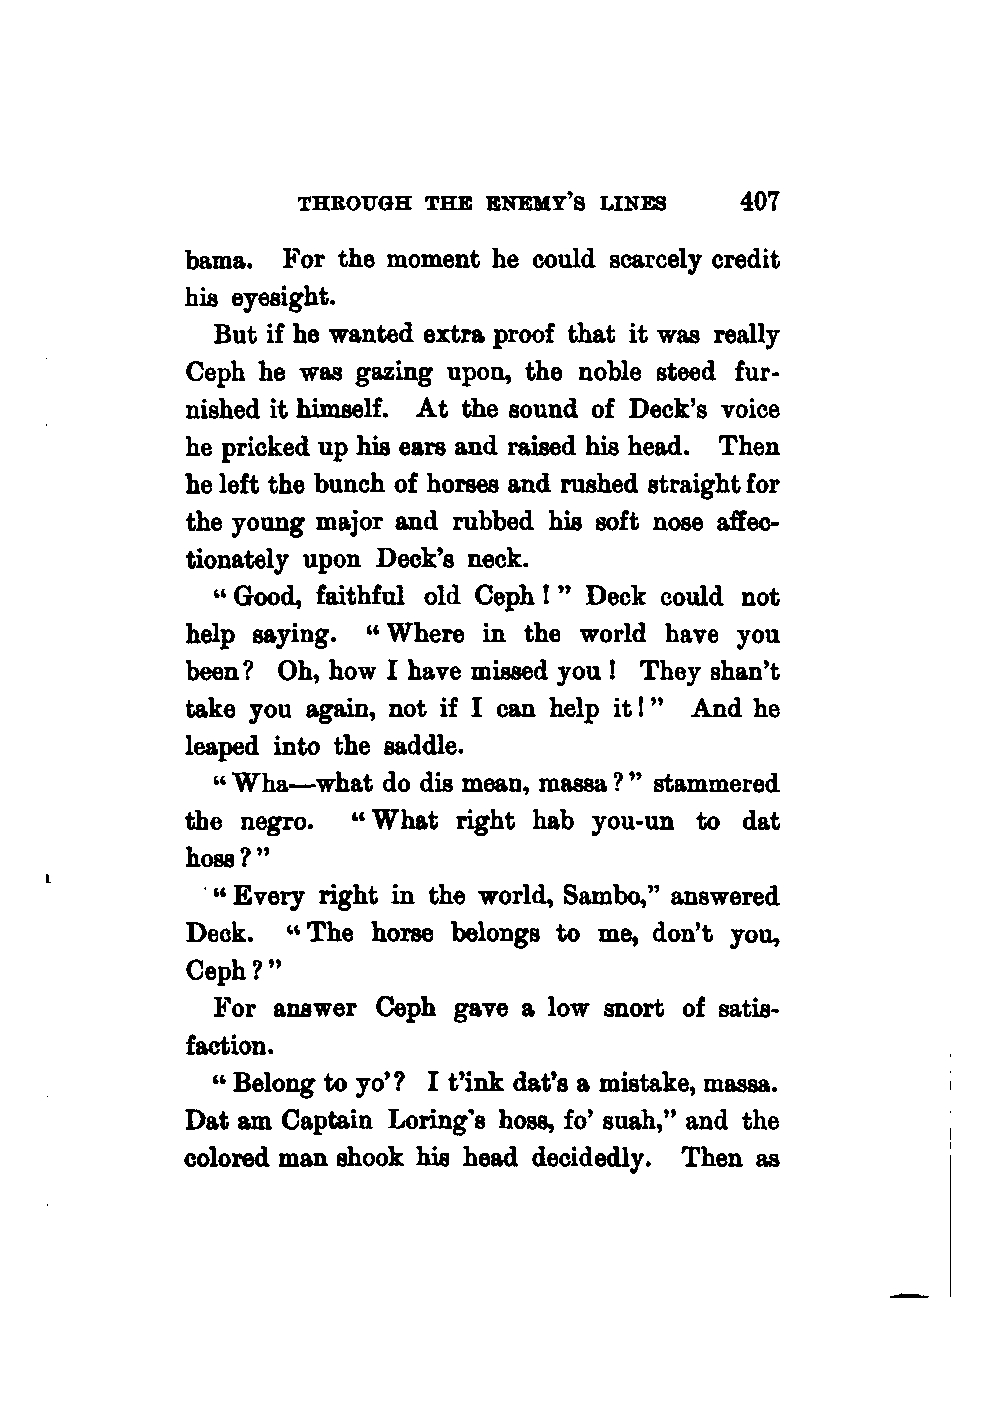 THROUGH THE ENEMY'S LINES 407
bama. For the moment he could scarcely credit
his eyesight.
But if he wanted extra proof that it was really
Ceph he was gazing upon, the noble steed fur-
nished it himself. At the sound of Deck's voice
he pricked up his ears and raised his head. Then
he left the bunch of horses and rushed straight for
the young major and rubbed his soft nose affec-
tionately upon Deck's neck.
"Good, faithful old Ceph!" Deck could not
help saying. "Where in the world have you
been? Oh, how I have missed you! They shan't
take you again, not if I can help it!" And he
leaped into the saddle.
"Wha—what do dis mean, massa?" stammered
the negro. "What right hab you-un to dat
hoss?"
"Every right in the world, Sambo," answered
Deck. "The horse belongs to me, don't you,
Ceph?"
For answer Ceph gave a low snort of satis-
faction.
"Belong to yo'? I t'ink dat's a mistake, massa.
Dat am Captain Loring's hoss, fo' suah," and the
colored man shook his head decidedly. Then as